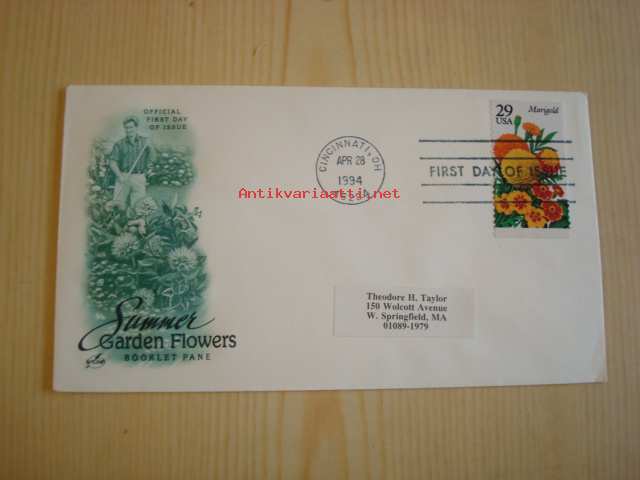 OFFICIAL
FIRST DAY
OF ISSUE
Summer
Garden Flowers
BOOKLET PANE
CINCINNATI, OH
APR 28
1994
FIRST DAY OF ISSUE
29
USA
Marigold
Antikvariaatti.net
Theodore H. Taylor
150 Wolcott Avenue
W. Springfield, MA
01089-1979